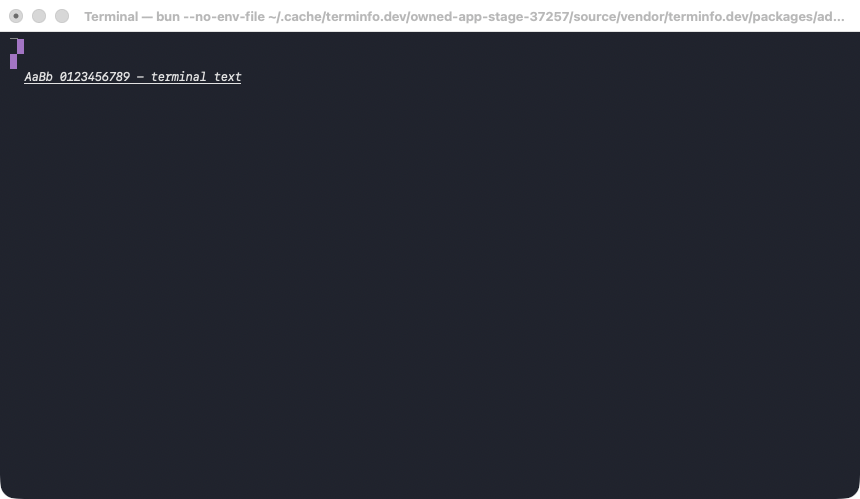 Terminal — bun --no-env-file ~/.cache/terminfo.dev/owned-app-stage-37257/source/vendor/terminfo.dev/packages/ad...
AaBb 0123456789 — terminal text